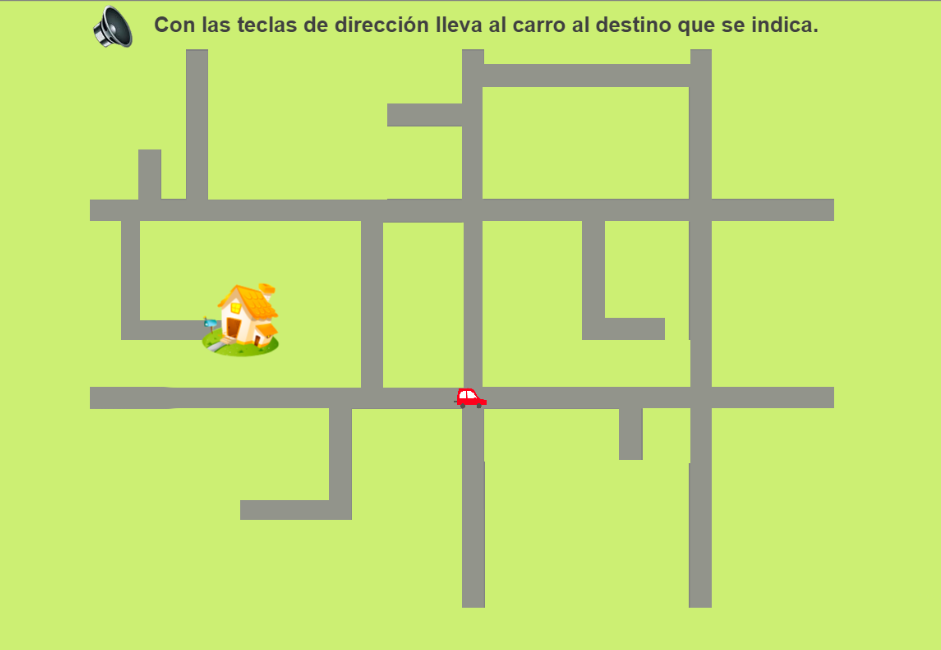 Con las teclas de dirección lleva al carro al destino que se indica.